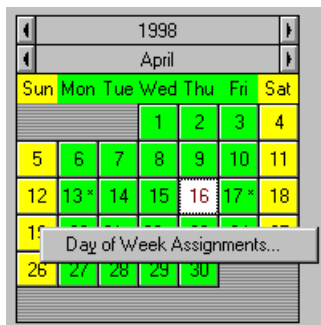 1998
April
Sun Mon Tue Wed Thu Fri Sat
1 2 3 4
5 6 7 8 9 10 11
12 13* 14 15 16 17* 18
Day of Week Assignments...
26 27 28 29 30